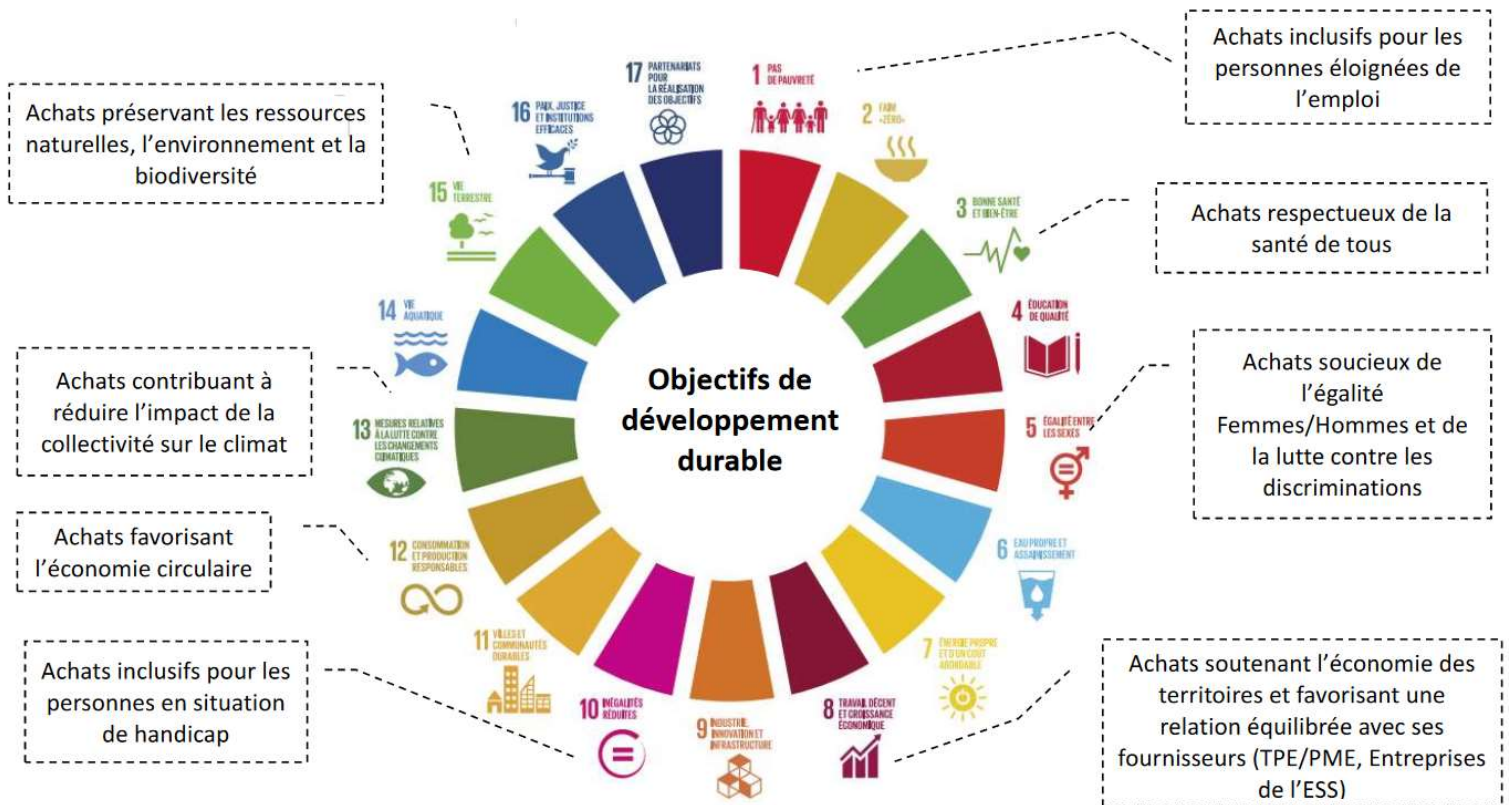 Objectifs de
développement
durable
1 PAS
DE PAUVRETÉ
2 FAIM
«ZÉRO»
3 BONNE SANTÉ
ET BIEN-ÊTRE
4 ÉDUCATION
DE QUALITÉ
5 ÉGALITÉ ENTRE
LES SEXES
6 EAU PROPRE ET
ASSAINISSEMENT
7 ÉNERGIE PROPRE
ET D'UN COÛT
ABORDABLE
8 TRAVAIL DÉCENT
ET CROISSANCE
ÉCONOMIQUE
9 INDUSTRIE,
INNOVATION ET
INFRASTRUCTURE
10 INÉGALITÉS
RÉDUITES
11 VILLES ET
COMMUNAUTÉS
DURABLES
12 CONSOMMATION
ET PRODUCTION
RESPONSABLES
13 MESURES RELATIVES
À LA LUTTE CONTRE
LES CHANGEMENTS
CLIMATIQUES
14 VIE
AQUATIQUE
15 VIE
TERRESTRE
16 PAIX, JUSTICE
ET INSTITUTIONS
EFFICACES
17 PARTENARIATS
POUR
LA RÉALISATION
DES OBJECTIFS
Achats inclusifs pour les
personnes éloignées de
l’emploi
Achats respectueux de la
santé de tous
Achats soucieux de
l’égalité
Femmes/Hommes et de
la lutte contre les
discriminations
Achats soutenant l’économie des
territoires et favorisant une
relation équilibrée avec ses
fournisseurs (TPE/PME, Entreprises
de l’ESS)
Achats inclusifs pour les
personnes en situation
de handicap
Achats favorisant
l’économie circulaire
Achats contribuant à
réduire l’impact de la
collectivité sur le climat
Achats préservant les ressources
naturelles, l’environnement et la
biodiversité